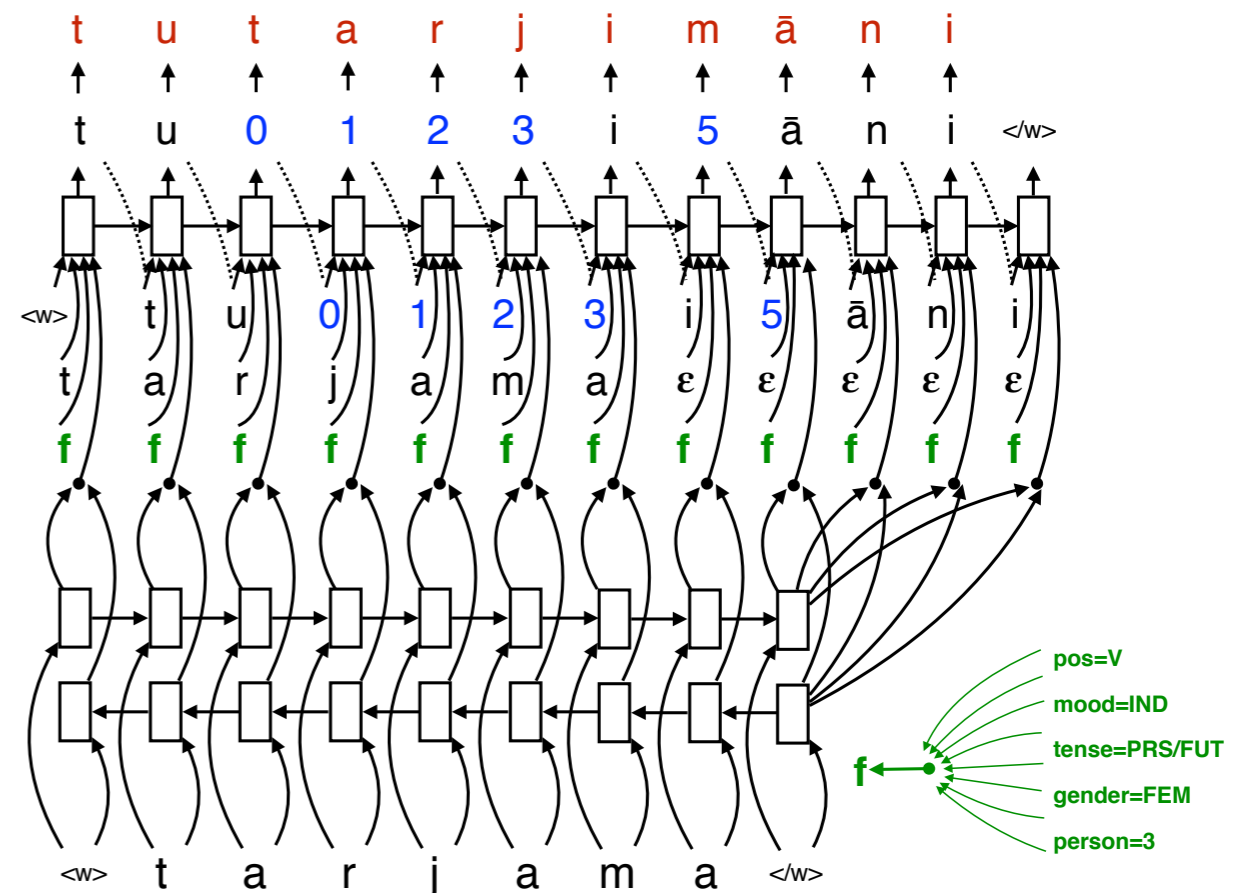 t u t a r j i m ā n i
t u 0 1 2 3 i 5 ā n i </w>
<w> t u 0 1 2 3 i 5 ā n i
t a r j a m a ε ε ε ε ε
f f f f f f f f f f f f
pos=V
mood=IND
tense=PRS/FUT
f
gender=FEM
person=3
<w> t a r j a m a </w>